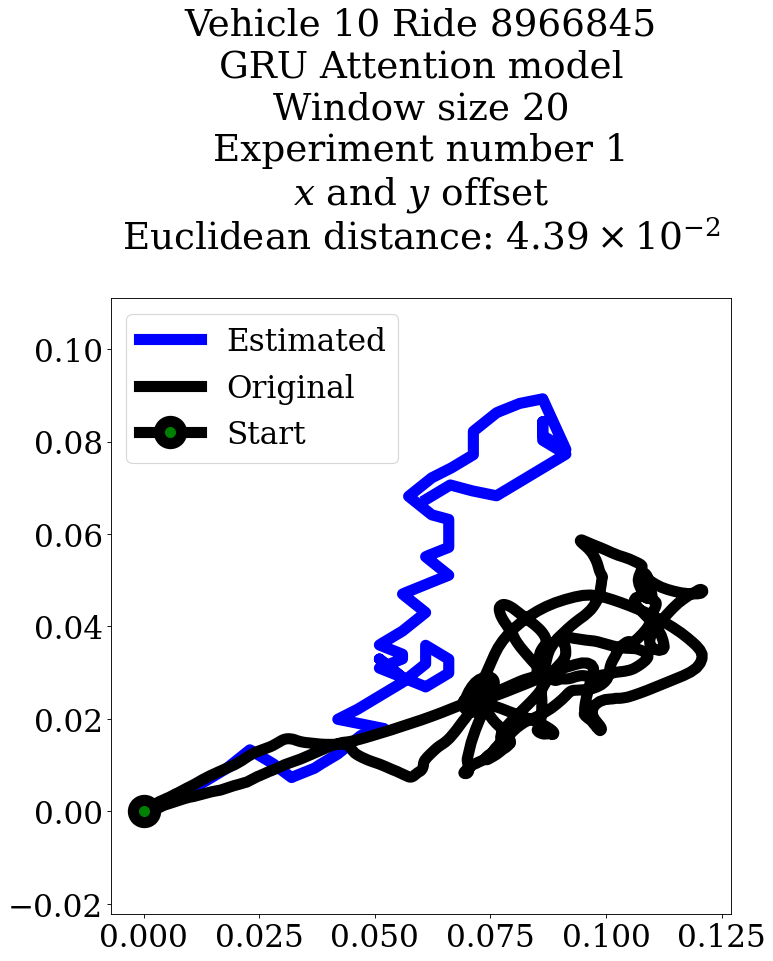 Vehicle 10 Ride 8966845
GRU Attention model
Window size 20
Experiment number 1
x and y offset
Euclidean distance: 4.39 × 10⁻²
Estimated
Original
Start
0.10
0.08
0.06
0.04
0.02
0.00
−0.02
0.000 0.025 0.050 0.075 0.100 0.125